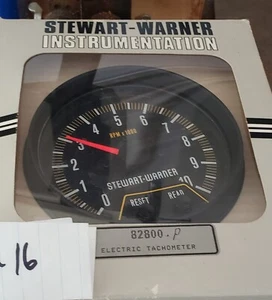 STEWART-WARNER
INSTRUMENTATION
0 1 2 3 4 5 6 7 8 9 10
RPM x 1000
STEWART-WARNER
RESET
READ
16
82800-P
ELECTRIC TACHOMETER